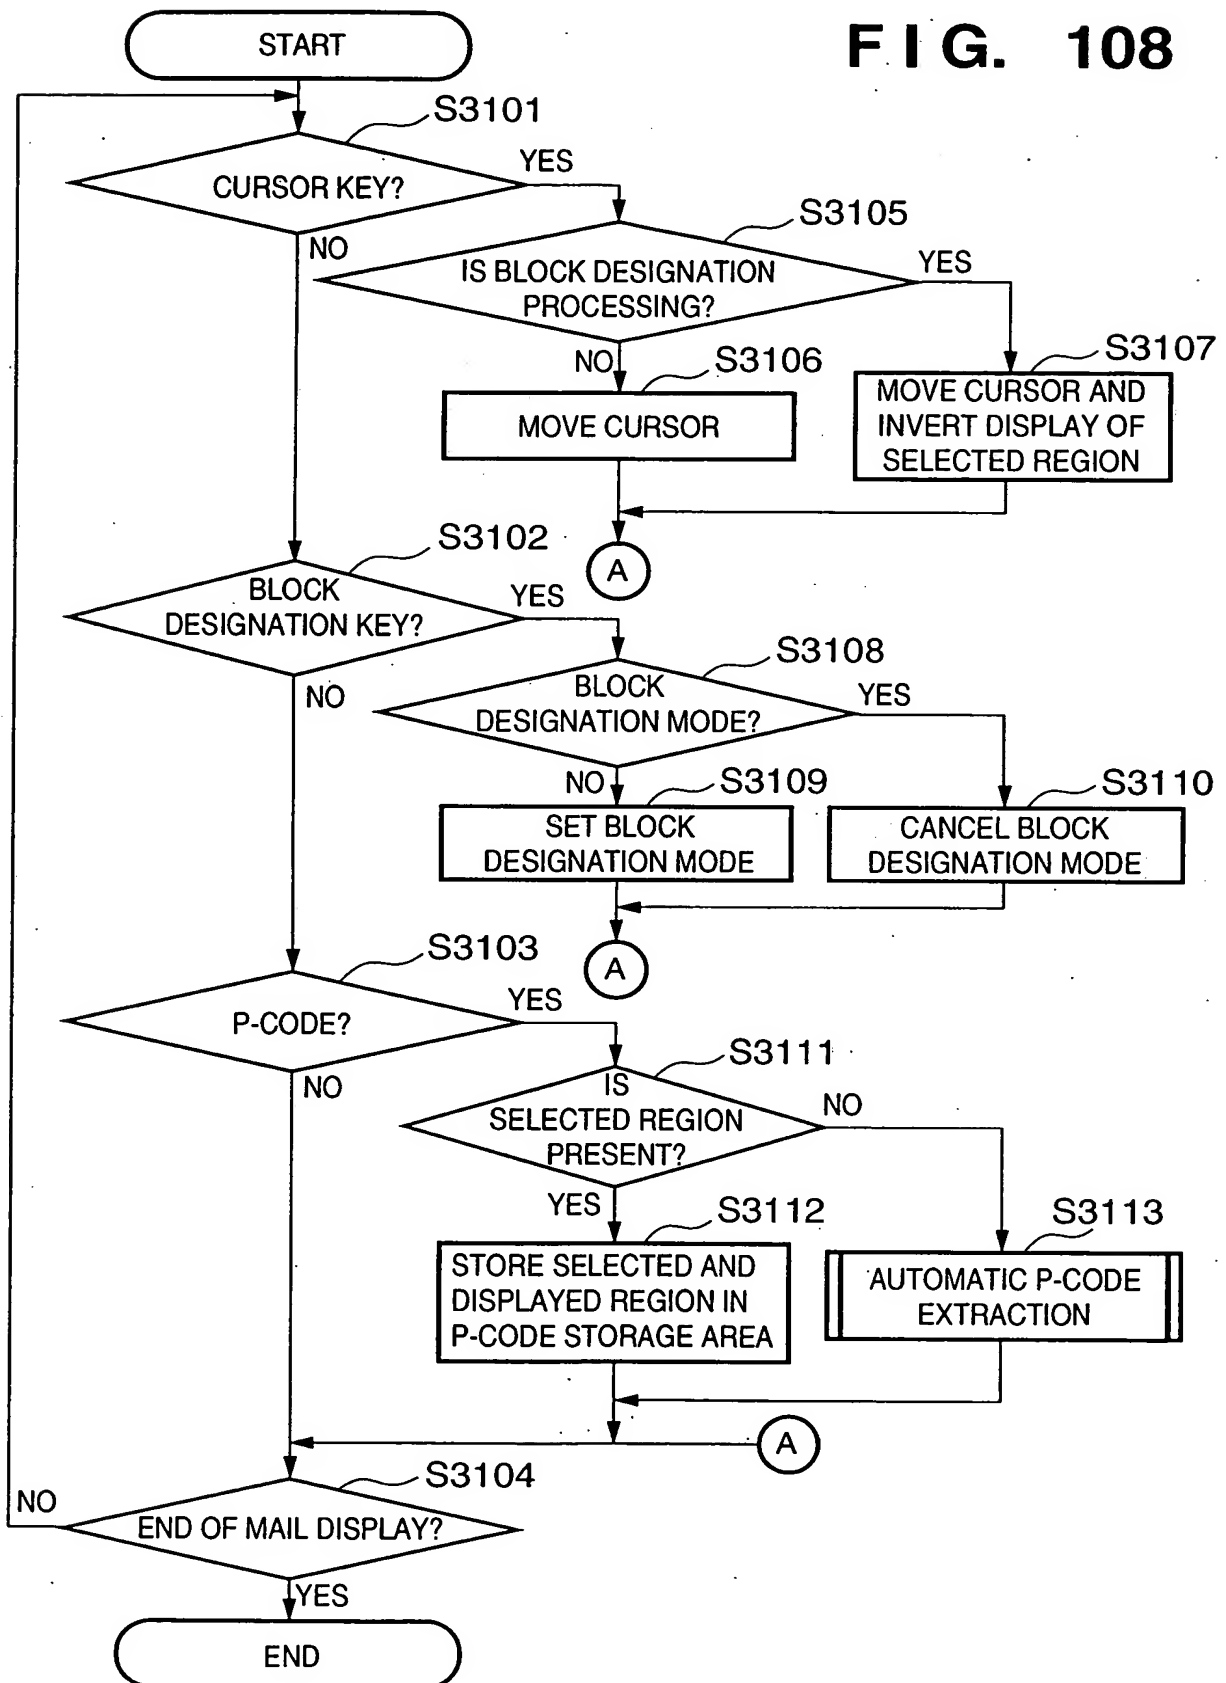 START
FIG. 108
S3101
CURSOR KEY?
YES
NO
S3105
IS BLOCK DESIGNATION
PROCESSING?
YES
NO
S3106
MOVE CURSOR
S3107
MOVE CURSOR AND
INVERT DISPLAY OF
SELECTED REGION
A
S3102
BLOCK
DESIGNATION KEY?
YES
NO
S3108
BLOCK
DESIGNATION MODE?
YES
NO
S3109
SET BLOCK
DESIGNATION MODE
S3110
CANCEL BLOCK
DESIGNATION MODE
A
S3103
P-CODE?
YES
NO
S3111
IS
SELECTED REGION
PRESENT?
NO
YES
S3112
STORE SELECTED AND
DISPLAYED REGION IN
P-CODE STORAGE AREA
S3113
AUTOMATIC P-CODE
EXTRACTION
A
S3104
NO
END OF MAIL DISPLAY?
YES
END